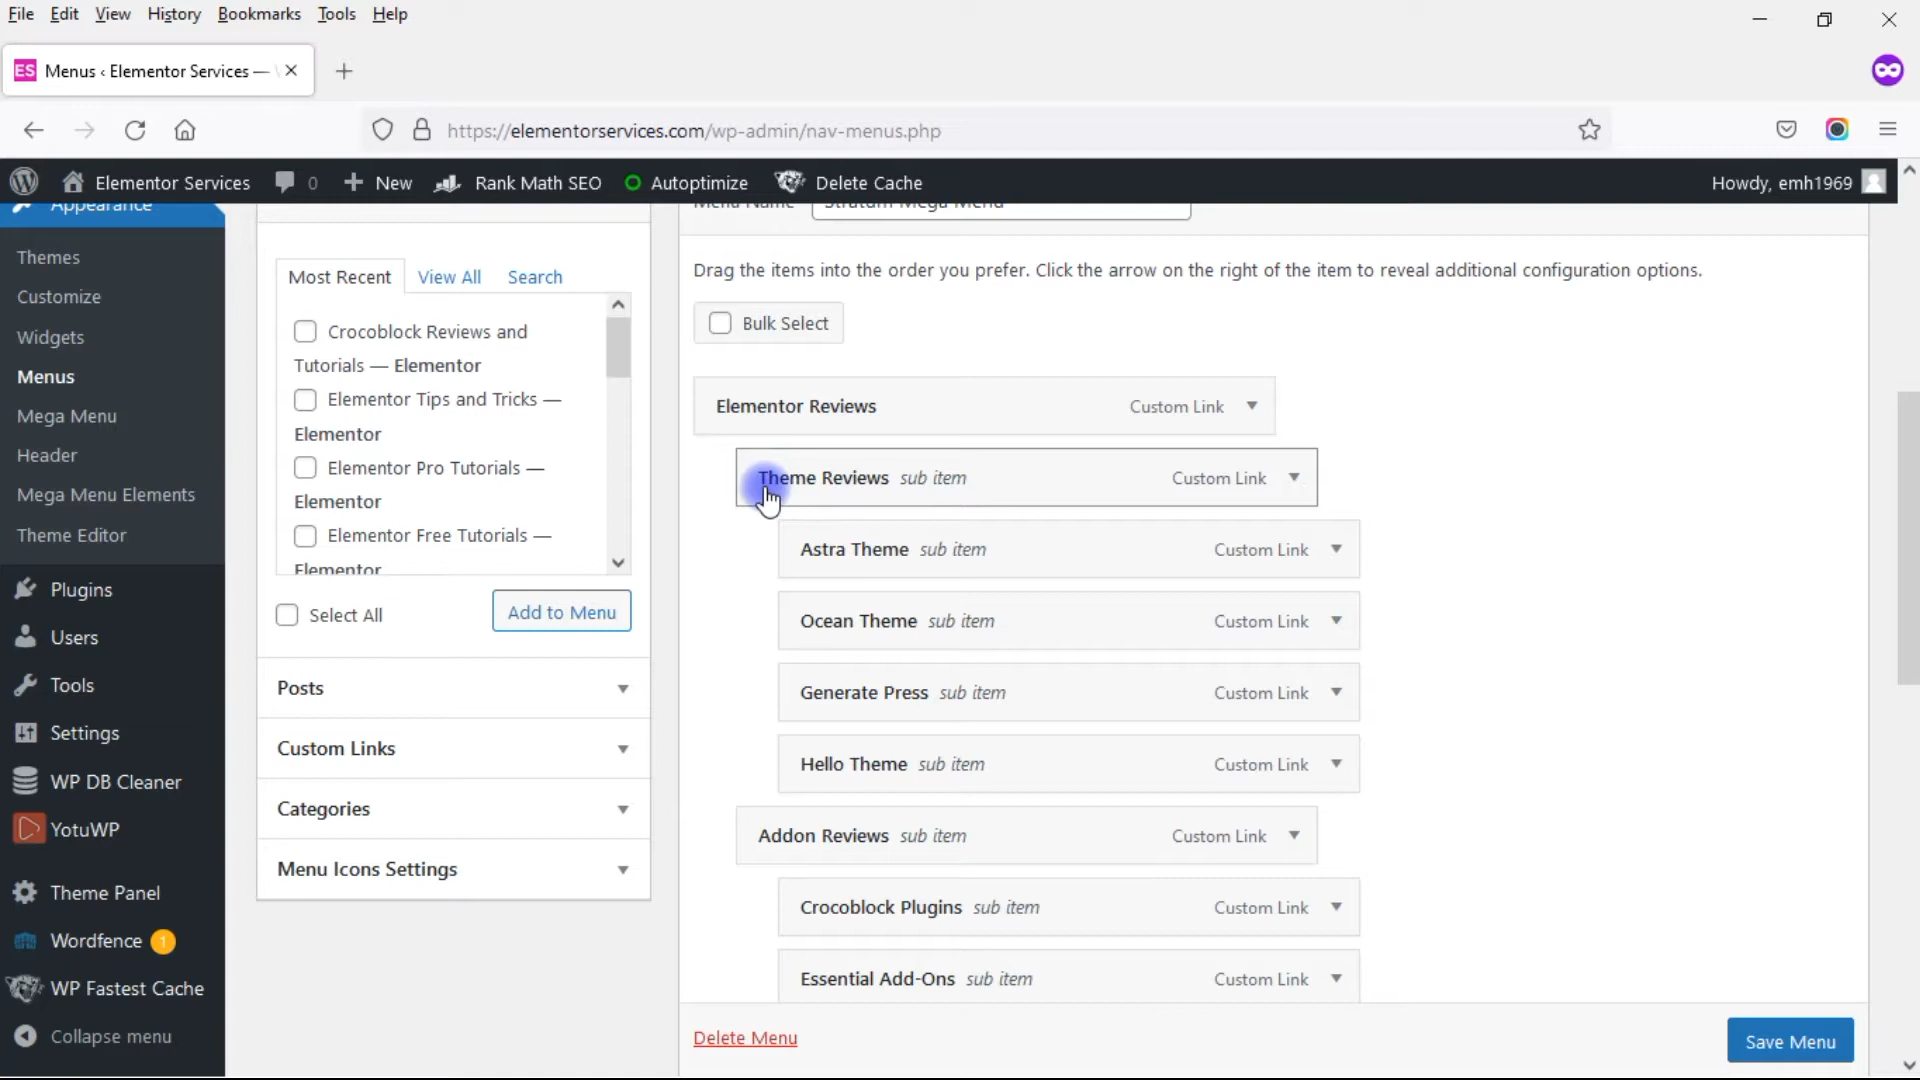 File Edit View History Bookmarks Tools Help
ES Menus ‹ Elementor Services —
https://elementorservices.com/wp-admin/nav-menus.php
Elementor Services 0 New Rank Math SEO Autoptimize Delete Cache Howdy, emh1969
Appearance
Themes
Customize
Widgets
Menus
Mega Menu
Header
Mega Menu Elements
Theme Editor
Plugins
Users
Tools
Settings
WP DB Cleaner
YotuWP
Theme Panel
Wordfence 1
WP Fastest Cache
Collapse menu
Most Recent View All Search
Crocoblock Reviews and
Tutorials — Elementor
Elementor Tips and Tricks —
Elementor
Elementor Pro Tutorials —
Elementor
Elementor Free Tutorials —
Elementor
Select All Add to Menu
Posts
Custom Links
Categories
Menu Icons Settings
Menu Name Stratum Mega Menu
Drag the items into the order you prefer. Click the arrow on the right of the item to reveal additional configuration options.
Bulk Select
Elementor Reviews Custom Link
Theme Reviews sub item Custom Link
Astra Theme sub item Custom Link
Ocean Theme sub item Custom Link
Generate Press sub item Custom Link
Hello Theme sub item Custom Link
Addon Reviews sub item Custom Link
Crocoblock Plugins sub item Custom Link
Essential Add-Ons sub item Custom Link
Delete Menu Save Menu